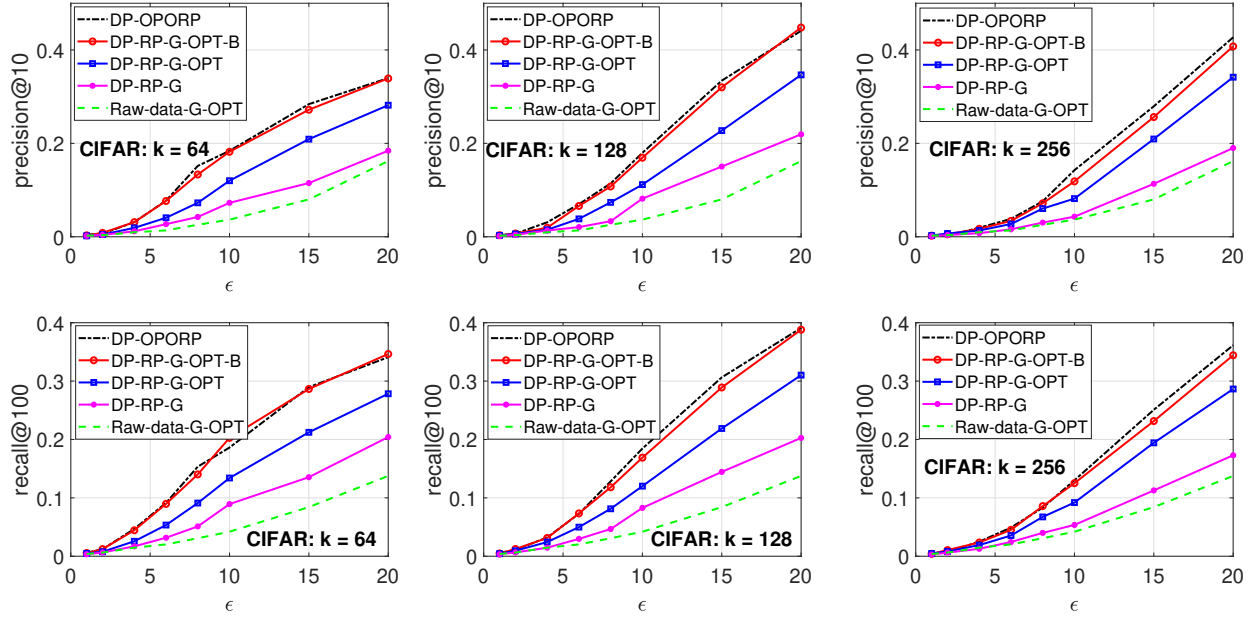 precision@10
0.4
0.2
0
DP-OPORP
DP-RP-G-OPT-B
DP-RP-G-OPT
DP-RP-G
Raw-data-G-OPT
CIFAR: k = 64
0 5 10 15 20
ϵ
precision@10
0.4
0.2
0
DP-OPORP
DP-RP-G-OPT-B
DP-RP-G-OPT
DP-RP-G
Raw-data-G-OPT
CIFAR: k = 128
0 5 10 15 20
ϵ
precision@10
0.4
0.2
0
DP-OPORP
DP-RP-G-OPT-B
DP-RP-G-OPT
DP-RP-G
Raw-data-G-OPT
CIFAR: k = 256
0 5 10 15 20
ϵ
recall@100
0.4
0.3
0.2
0.1
0
DP-OPORP
DP-RP-G-OPT-B
DP-RP-G-OPT
DP-RP-G
Raw-data-G-OPT
CIFAR: k = 64
0 5 10 15 20
ϵ
recall@100
0.4
0.3
0.2
0.1
0
DP-OPORP
DP-RP-G-OPT-B
DP-RP-G-OPT
DP-RP-G
Raw-data-G-OPT
CIFAR: k = 128
0 5 10 15 20
ϵ
recall@100
0.4
0.3
0.2
0.1
0
DP-OPORP
DP-RP-G-OPT-B
DP-RP-G-OPT
DP-RP-G
Raw-data-G-OPT
CIFAR: k = 256
0 5 10 15 20
ϵ